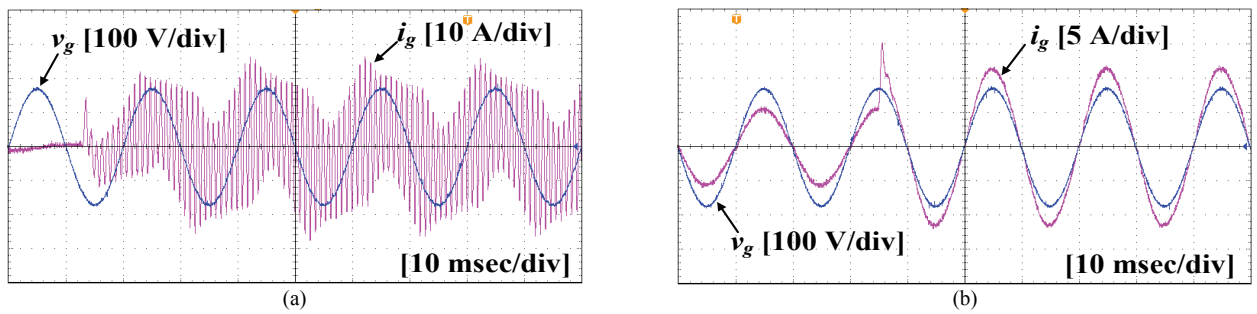 T
v_g [100 V/div]
i_g [10 A/div]
[10 msec/div]
(a)
T
i_g [5 A/div]
v_g [100 V/div]
[10 msec/div]
(b)